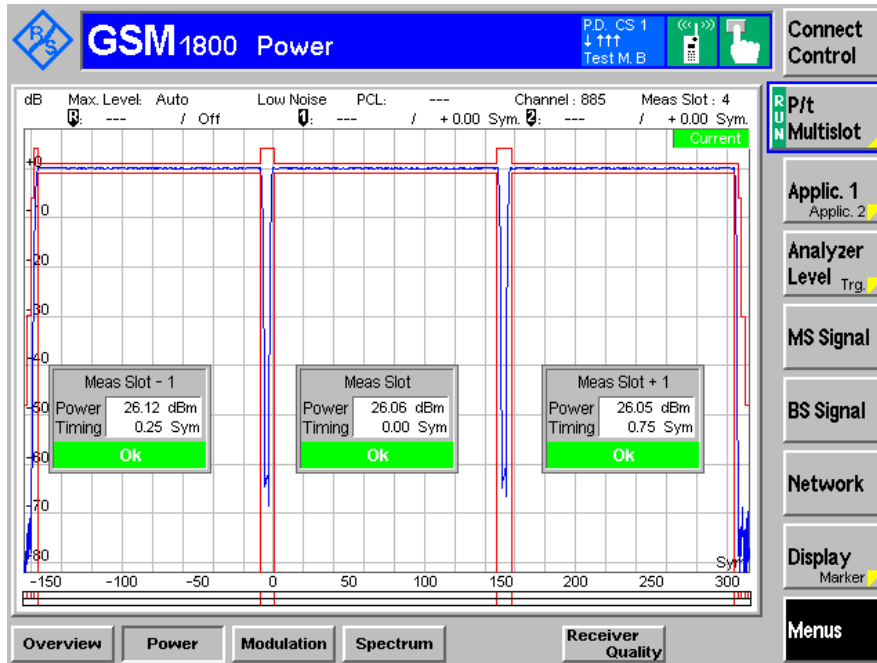 R/S
GSM 1800 Power
P.D. CS 1
↓ ↑↑↑
Test M. B
Connect
Control
dB Max. Level: Auto Low Noise PCL: --- Channel : 885 Meas Slot : 4
R: --- / Off 1: --- / + 0.00 Sym. 2: --- / + 0.00 Sym.
Current
RUN
P/t
Multislot
Applic. 1
Applic. 2
Analyzer
Level Trg.
MS Signal
BS Signal
Network
Display
Marker
Menus
+0
-10
-20
-30
-40
-50
-60
-70
-80
Meas Slot - 1
Power 26.12 dBm
Timing 0.25 Sym
Ok
Meas Slot
Power 26.06 dBm
Timing 0.00 Sym
Ok
Meas Slot + 1
Power 26.05 dBm
Timing 0.75 Sym
Ok
Sym
-150 -100 -50 0 50 100 150 200 250 300
Overview Power Modulation Spectrum Receiver Quality